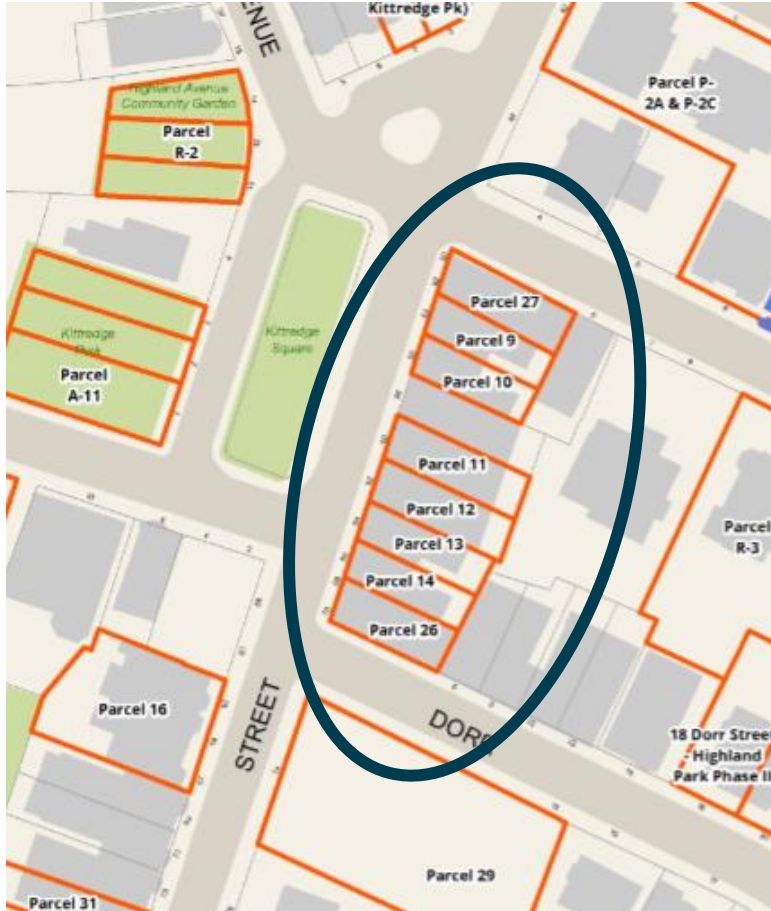 Kittredge Pk)
ENUE
Parcel P-
2A & P-2C
Highland Avenue
Community Garden
Parcel
R-2
Kittredge
Square
Parcel 27
Parcel 9
Parcel 10
Kittredge
Parcel
A-11
Parcel 11
Parcel 12
Parcel 13
Parcel 14
Parcel 26
Parcel
R-3
Parcel 16
STREET
DORR
18 Dorr Street
- Highland
Park Phase II
Parcel 29
Parcel 31